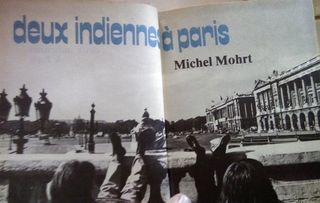 deux indiennes à paris
Michel Mohrt